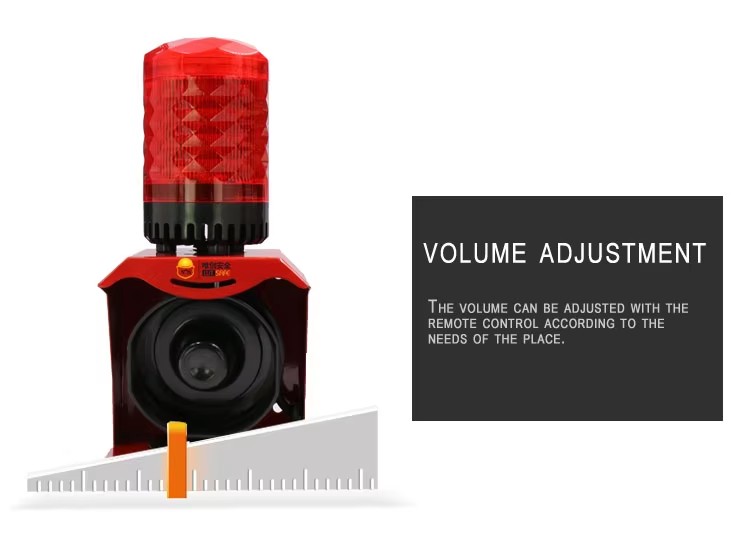 VOLUME ADJUSTMENT
THE VOLUME CAN BE ADJUSTED WITH THE
REMOTE CONTROL ACCORDING TO THE
NEEDS OF THE PLACE.